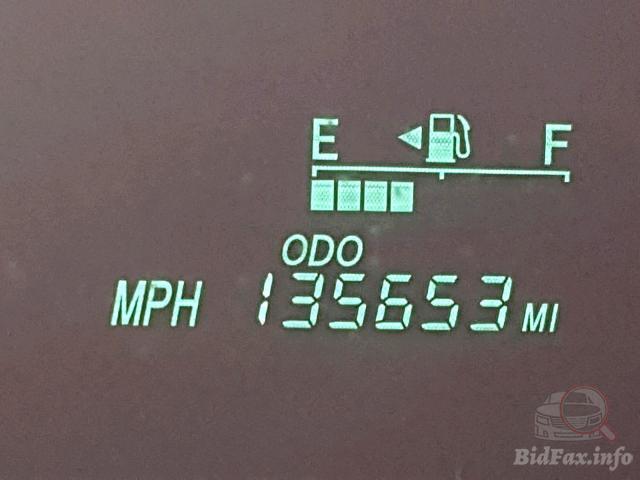 E F
ODO
MPH 135653 MI
BidFax.info